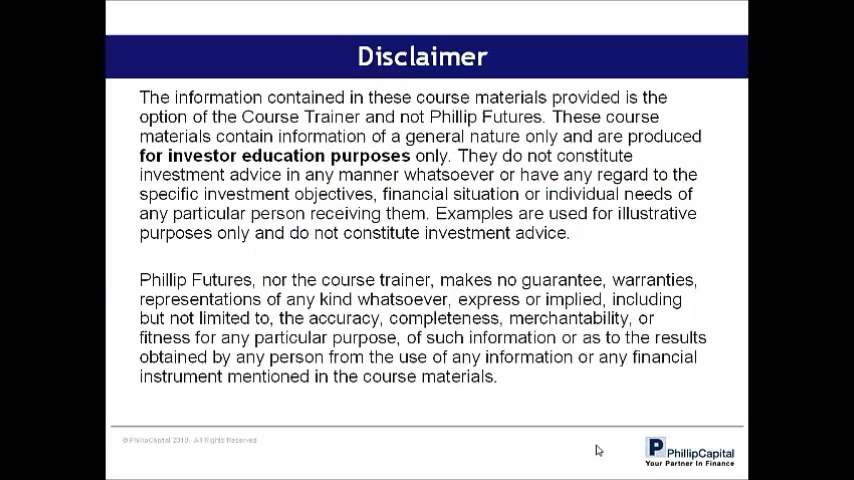 Disclaimer
The information contained in these course materials provided is the
option of the Course Trainer and not Phillip Futures. These course
materials contain information of a general nature only and are produced
for investor education purposes only. They do not constitute
investment advice in any manner whatsoever or have any regard to the
specific investment objectives, financial situation or individual needs of
any particular person receiving them. Examples are used for illustrative
purposes only and do not constitute investment advice.
Phillip Futures, nor the course trainer, makes no guarantee, warranties,
representations of any kind whatsoever, express or implied, including
but not limited to, the accuracy, completeness, merchantability, or
fitness for any particular purpose, of such information or as to the results
obtained by any person from the use of any information or any financial
instrument mentioned in the course materials.
© PhillipCapital 2010. All Rights Reserved.
P PhillipCapital
Your Partner In Finance